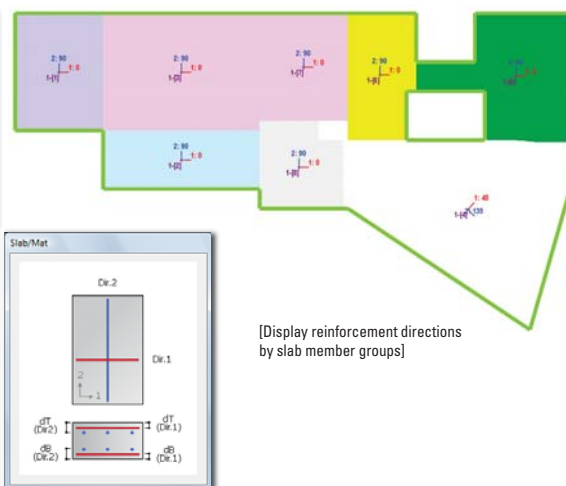 2: 90
1: 0
1-[1]
2: 90
1: 0
1-[3]
2: 90
1: 0
1-[7]
2: 90
1: 0
1-[6]
2: 90
2: 90
1: 0
1-[2]
2: 90
1: 0
1-[8]
1: 48
Slab/Mat
Dir.2
Dir.1
2
1
dT
(Dir.2)
dT
(Dir.1)
dB
(Dir.2)
dB
(Dir.1)
[Display reinforcement directions
by slab member groups]